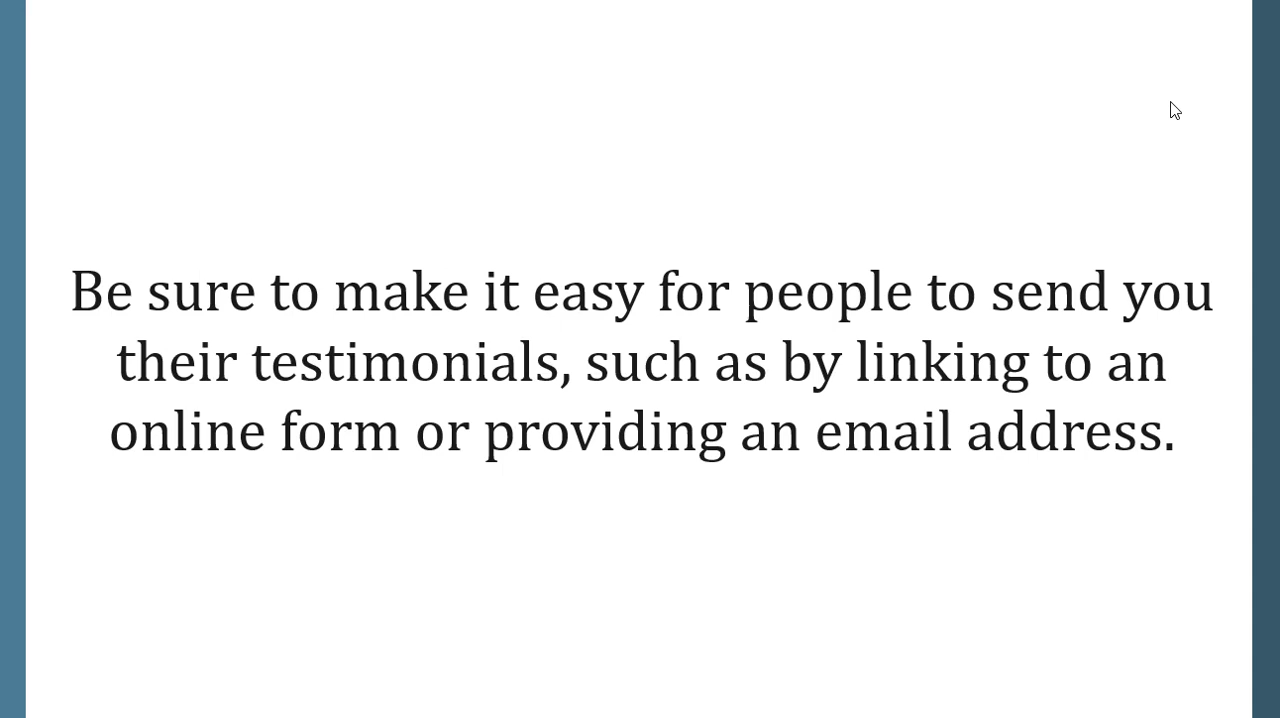 Be sure to make it easy for people to send you
their testimonials, such as by linking to an
online form or providing an email address.